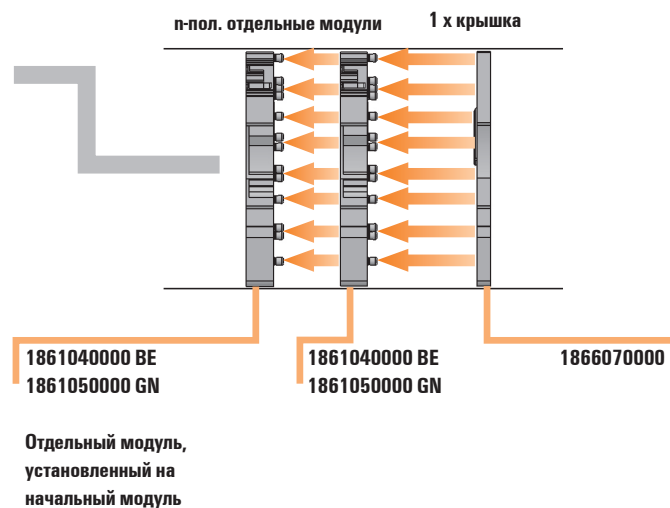 n-пол. отдельные модули
1 x крышка
1861040000 BE
1861050000 GN
1861040000 BE
1861050000 GN
1866070000
Отдельный модуль,
установленный на
начальный модуль